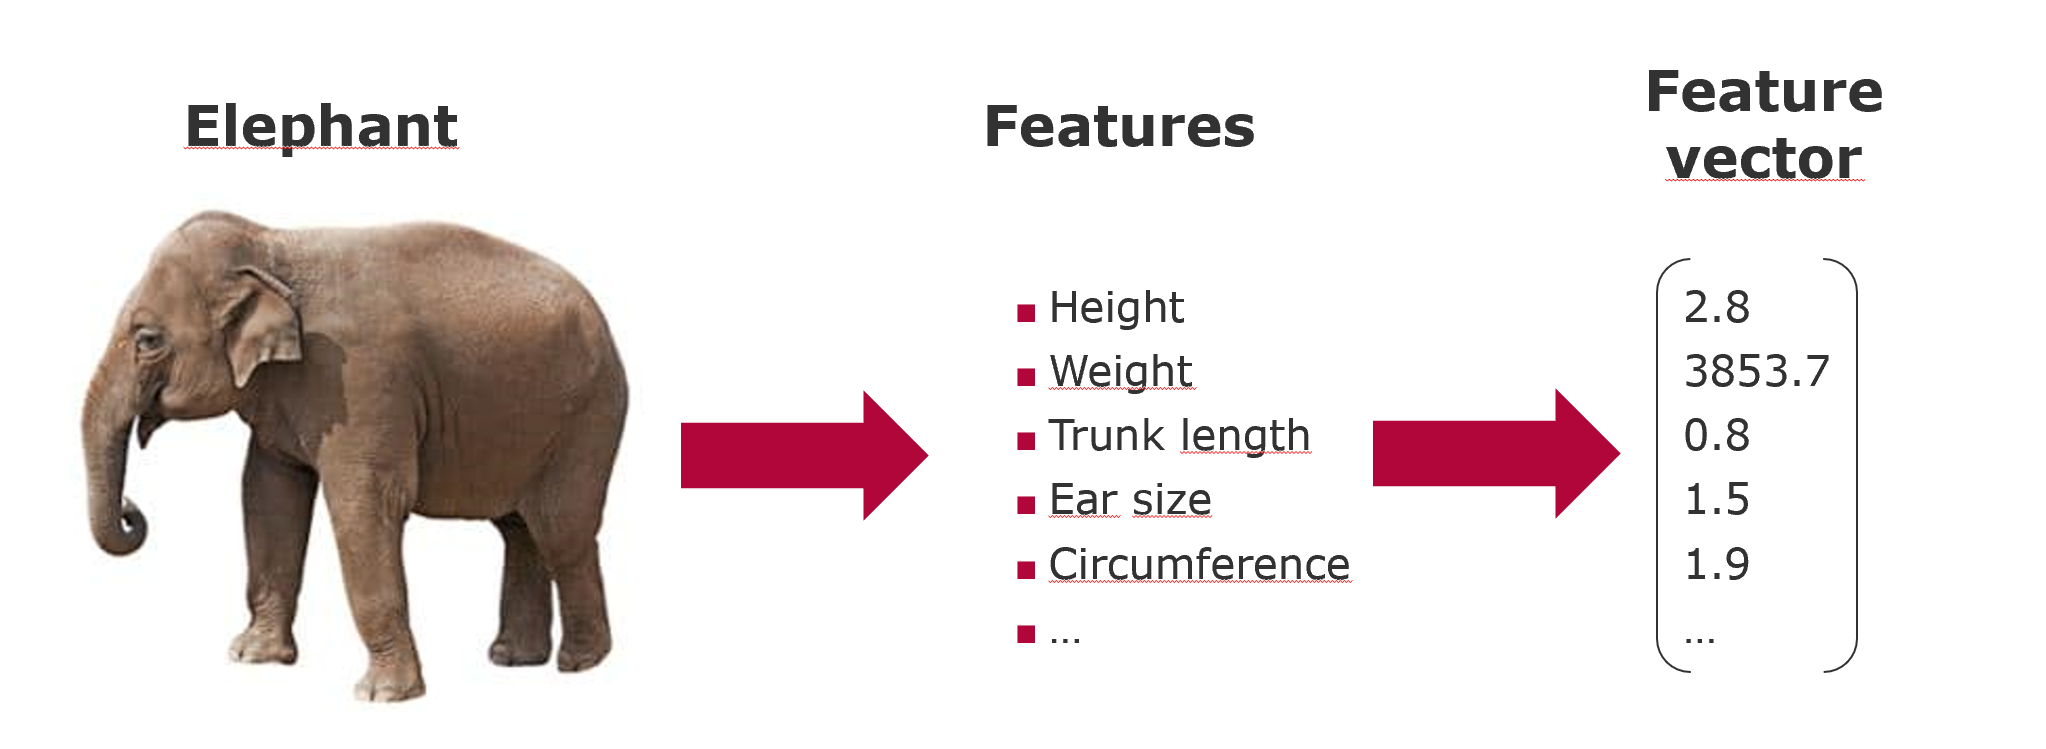 Elephant
Features
Feature
vector
Height
Weight
Trunk length
Ear size
Circumference
...
2.8
3853.7
0.8
1.5
1.9
...